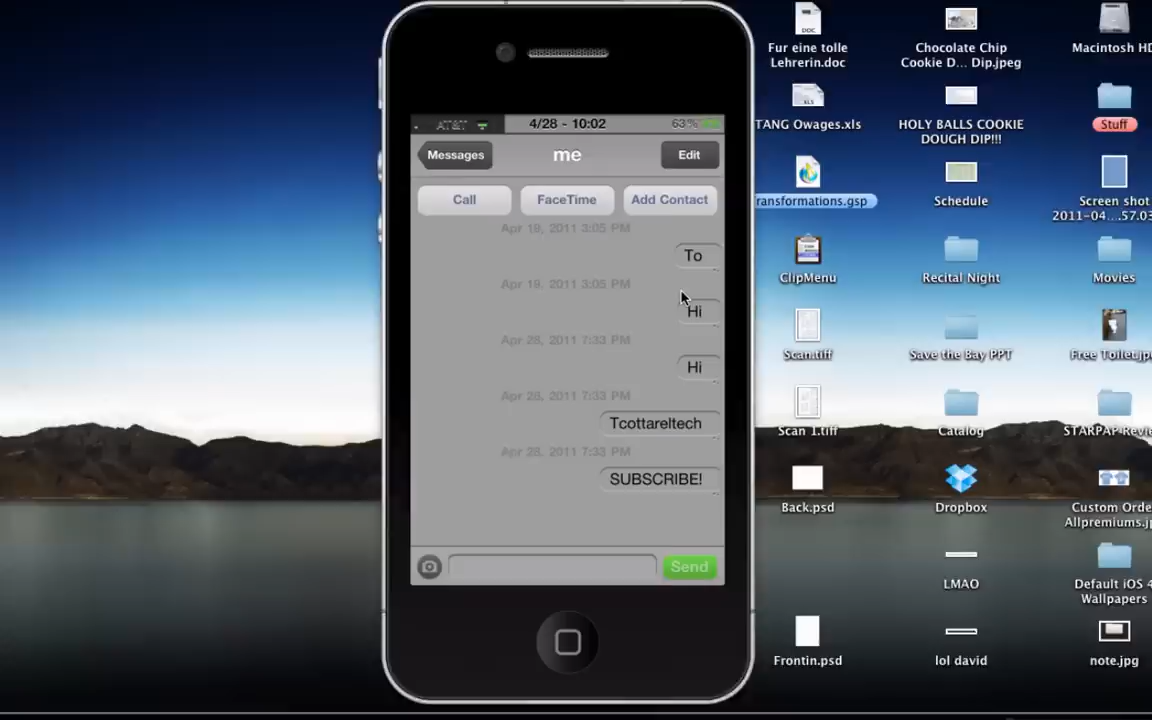 AT&T
4/28 - 10:02
63%
Messages
me
Edit
Call
FaceTime
Add Contact
Apr 19, 2011 3:05 PM
To
Apr 19, 2011 3:05 PM
Hi
Apr 28, 2011 7:33 PM
Hi
Apr 28, 2011 7:33 PM
Tcottareltech
Apr 28, 2011 7:33 PM
SUBSCRIBE!
Send
DOC
Fur eine tolle
Lehrerin.doc
Chocolate Chip
Cookie D... Dip.jpeg
Macintosh HD
XLS
TANG Owages.xls
HOLY BALLS COOKIE
DOUGH DIP!!!
Stuff
ransformations.gsp
Schedule
Screen shot
2011-04 ....57.03
ClipMenu
Recital Night
Movies
Scan.tiff
Save the Bay PPT
Free Toilet.jp
Scan 1.tiff
Catalog
STARPAP Revie
Back.psd
Dropbox
Custom Orde
Allpremiums.j
LMAO
Default iOS 4
Wallpapers
Frontin.psd
lol david
note.jpg